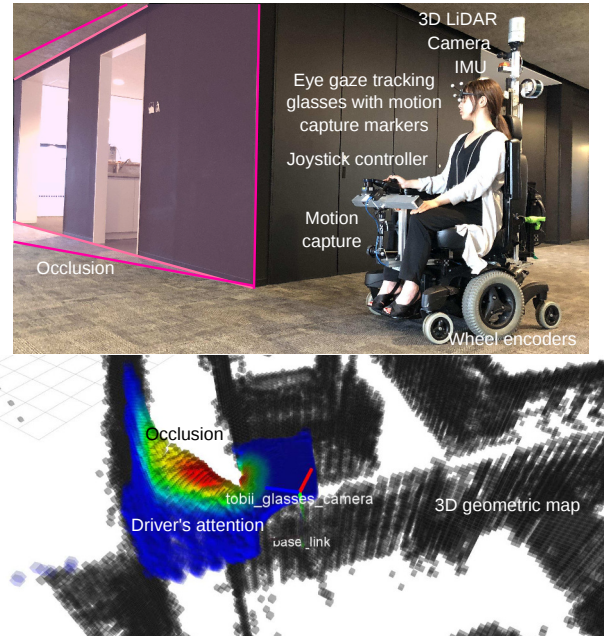 3D LiDAR
Camera
IMU
Eye gaze tracking
glasses with motion
capture markers
Joystick controller
Motion
capture
Occlusion
Wheel encoders
Occlusion
tobii_glasses_camera
3D geometric map
Driver's attention
base_link